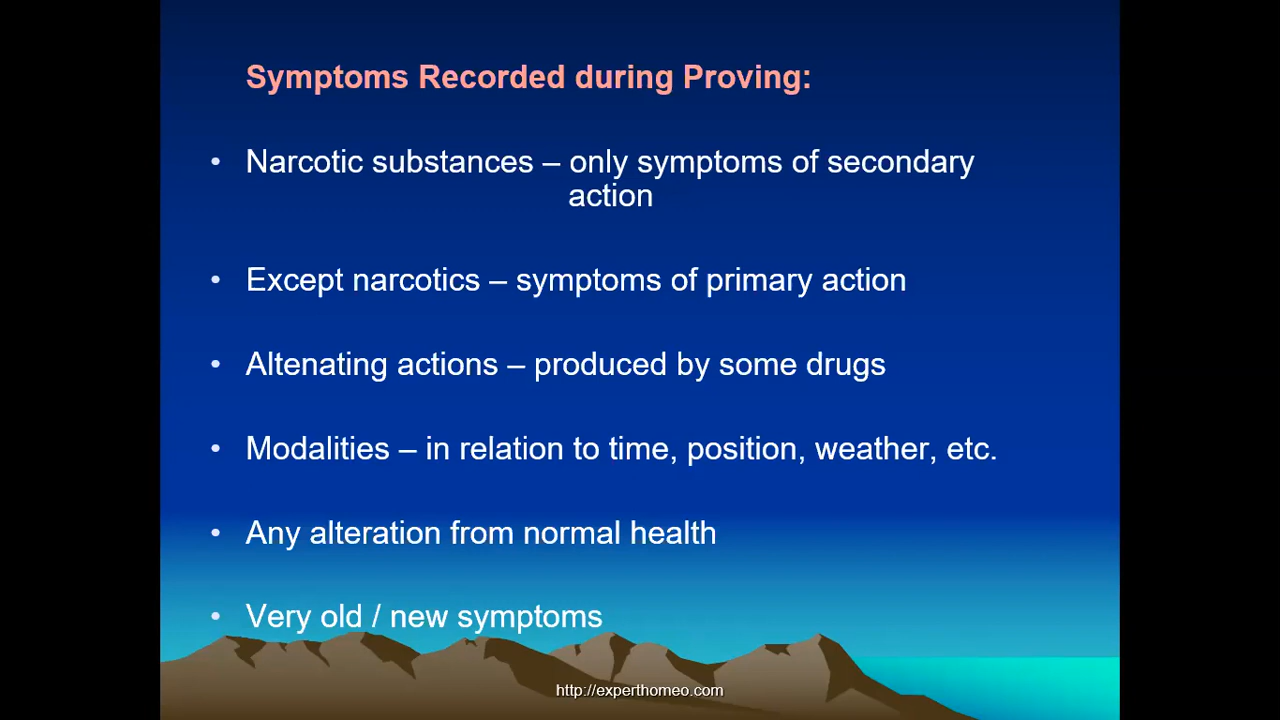 Symptoms Recorded during Proving:
• Narcotic substances – only symptoms of secondary
action
• Except narcotics – symptoms of primary action
• Altenating actions – produced by some drugs
• Modalities – in relation to time, position, weather, etc.
• Any alteration from normal health
• Very old / new symptoms
http://experthomeo.com